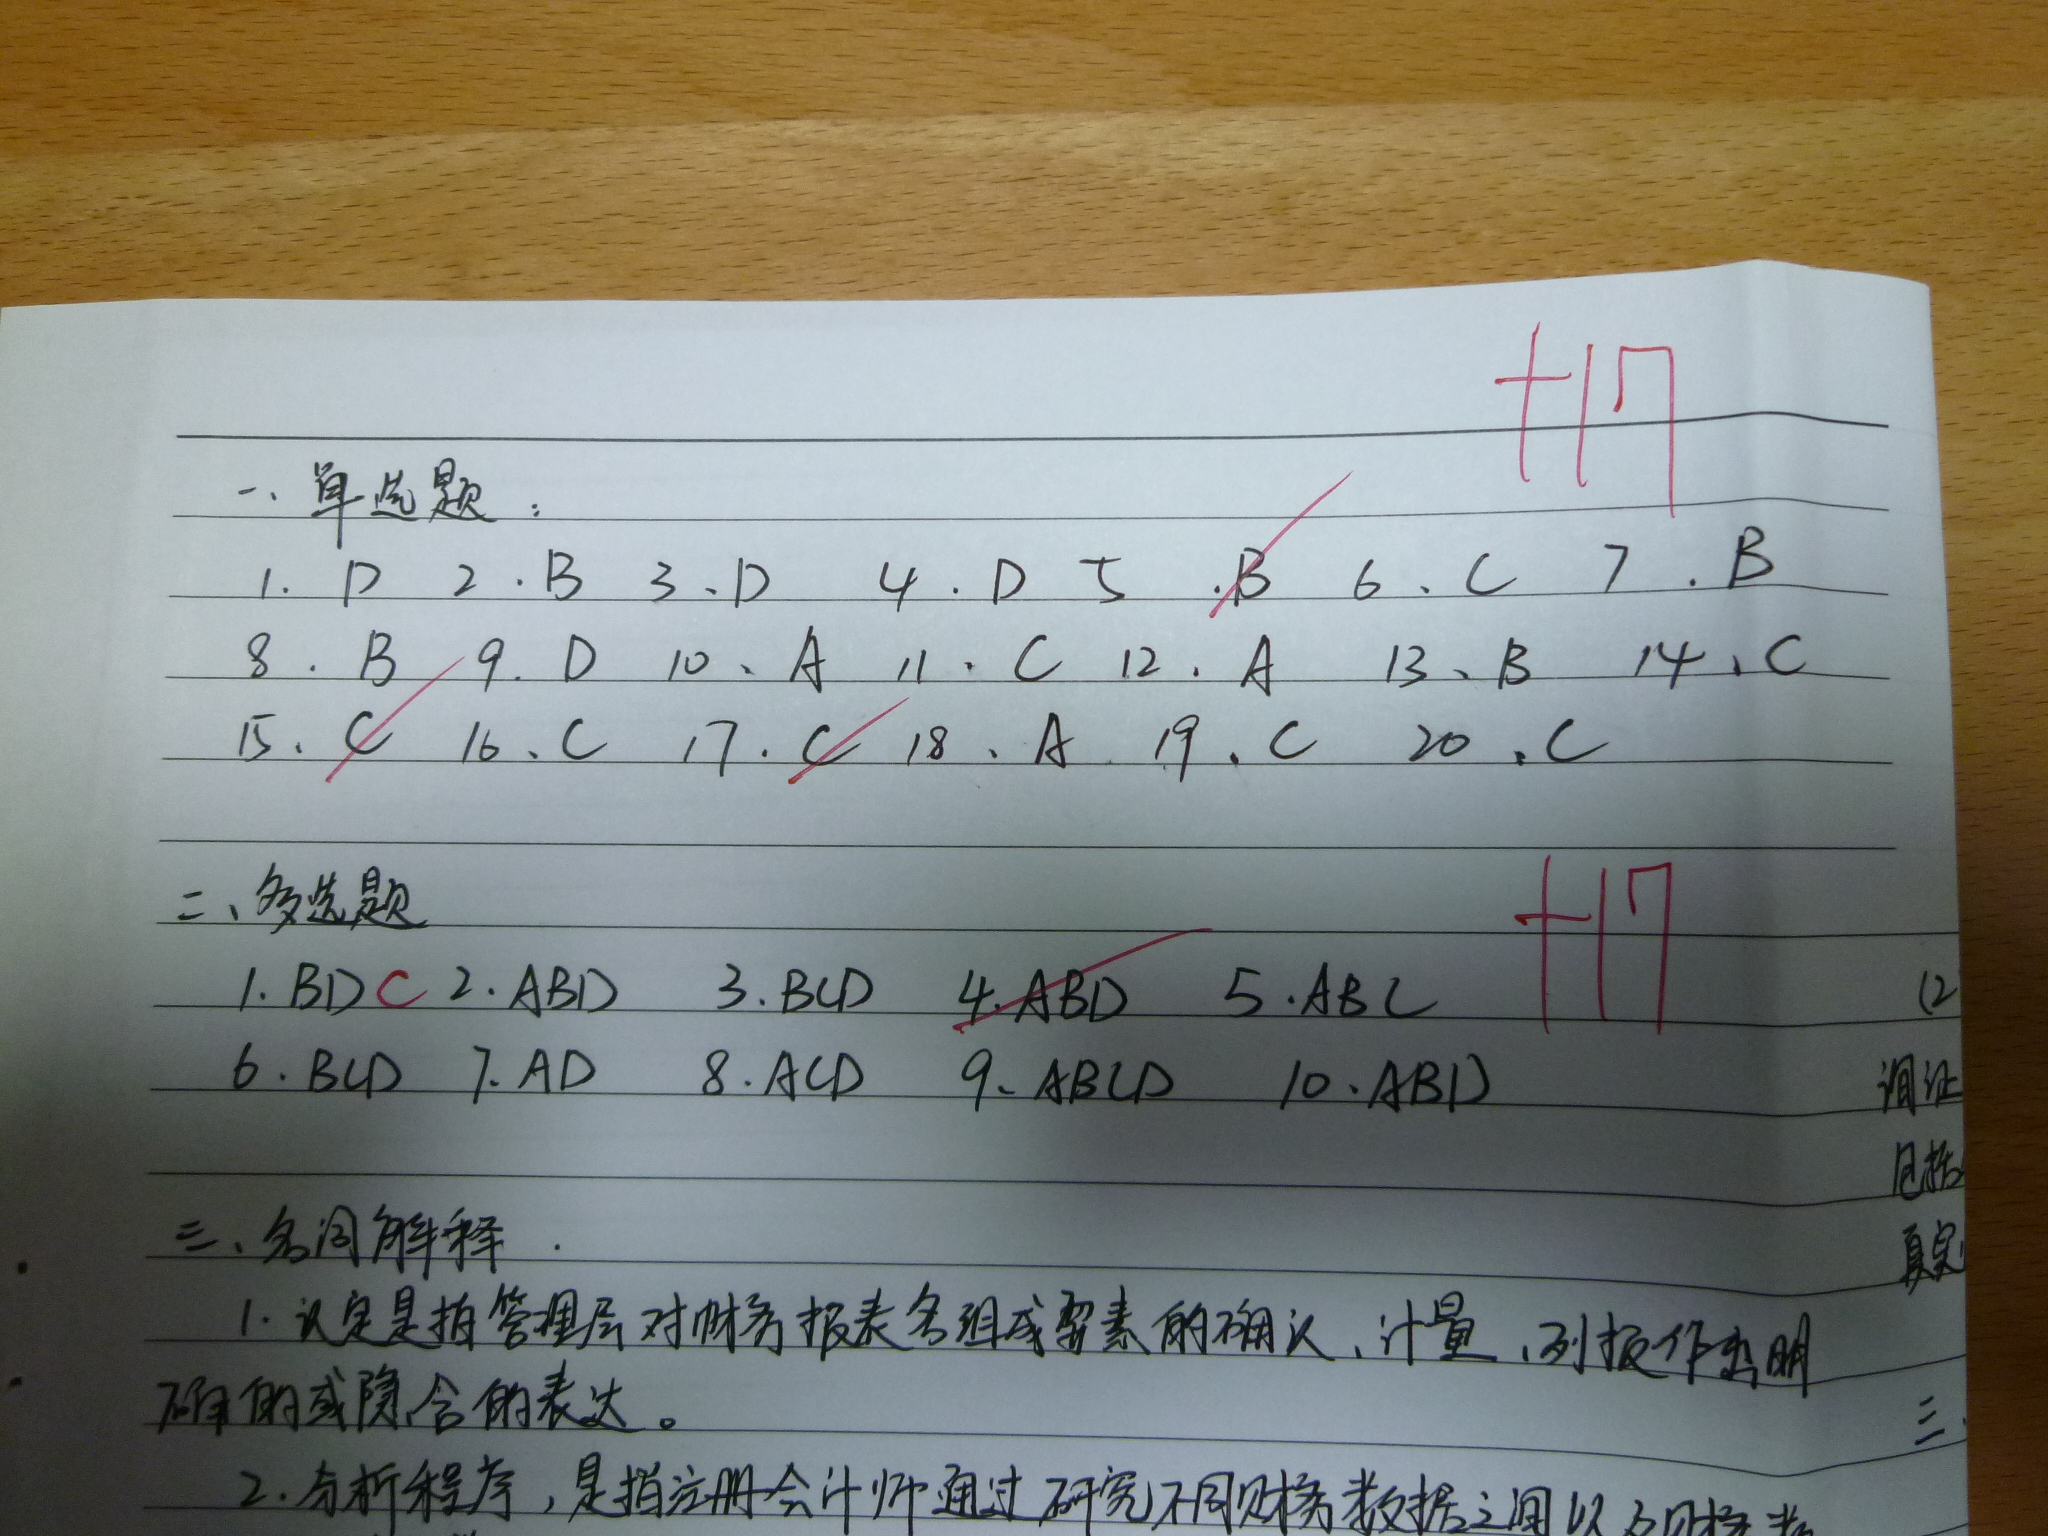 +17
一、单选题：
1. D 2. B 3. D 4. D 5. B 6. C 7. B
8. B 9. D 10、A 11. C 12. A 13、B 14、C
15、C 16、C 17. C 18、A 19、C 20、C
二、多选题
+17
1. BDC 2. ABD 3. BCD 4. ABD 5. ABC
6. BCD 7. AD 8. ACD 9、ABCD 10. ABD
三、名词解释
1. 认定是指管理层对财务报表各组成要素的确认、计量、列报作出明
确的或隐含的表达。
2. 分析程序，是指注册会计师通过研究不同财务数据之间以及财务数
(2
调证
包括
真实
三、